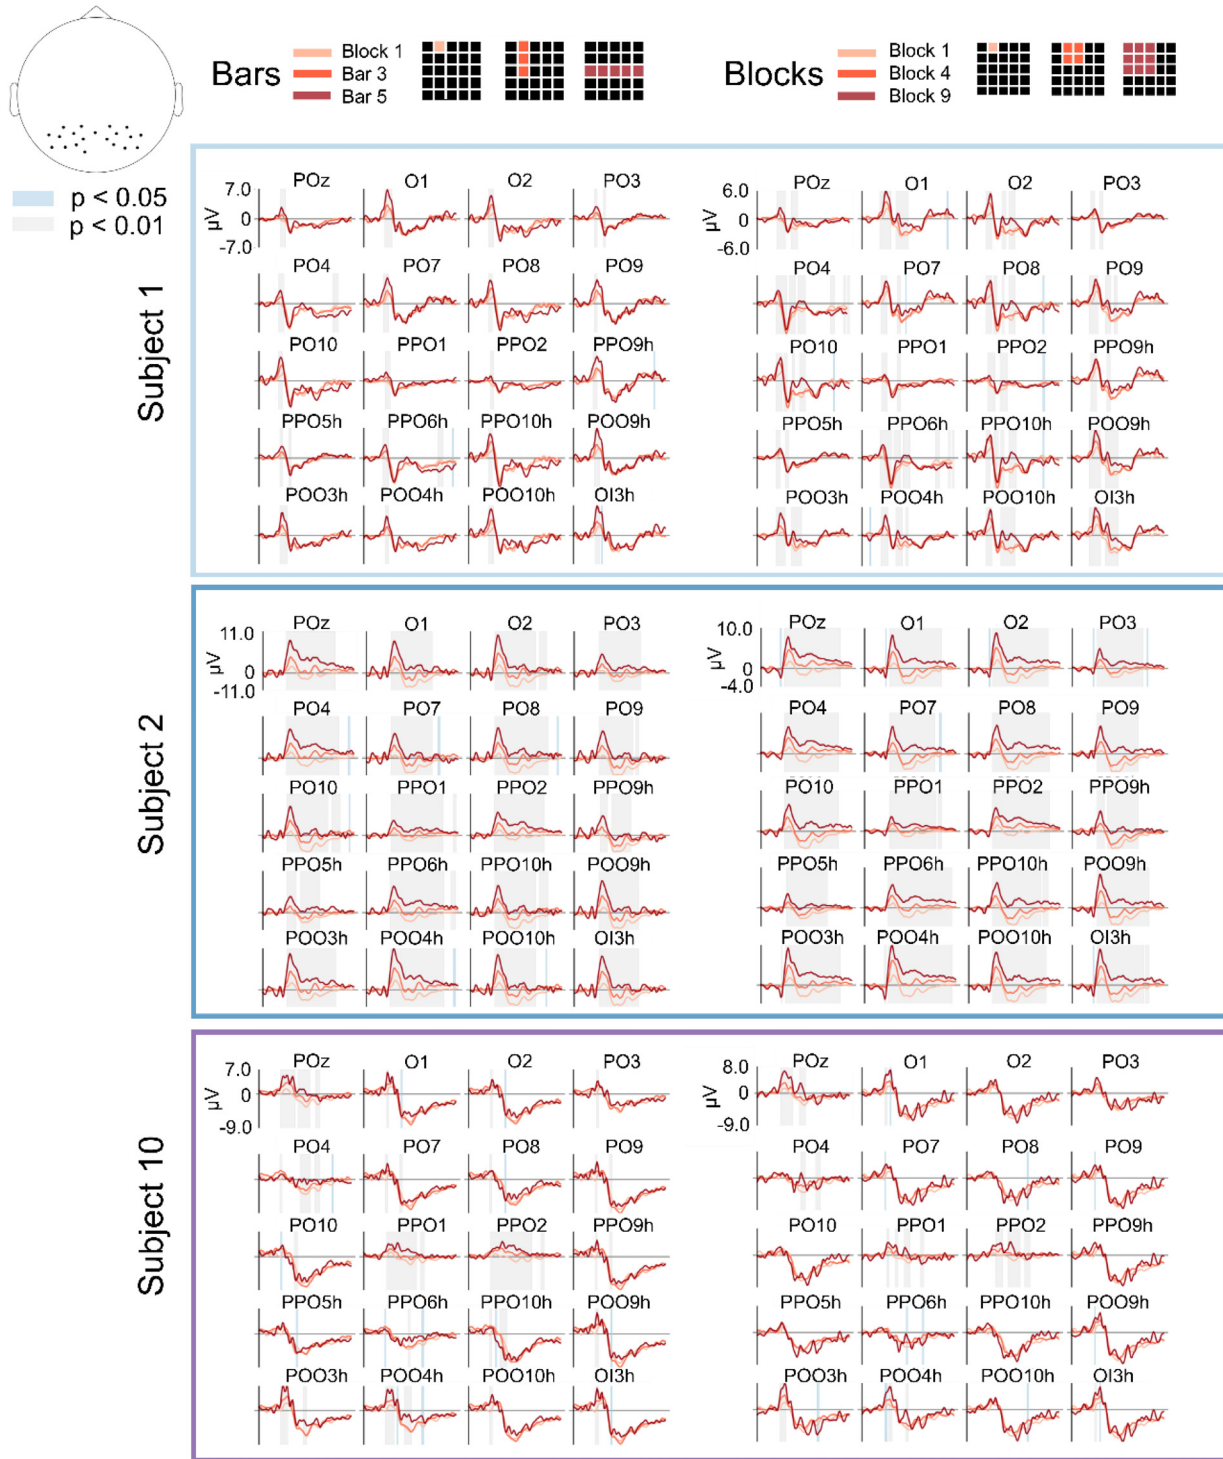 Bars
Block 1
Bar 3
Bar 5
Blocks
Block 1
Block 4
Block 9
p < 0.05
p < 0.01
Subject 1
7.0
0
-7.0
µV
POz O1 O2 PO3
PO4 PO7 PO8 PO9
PO10 PPO1 PPO2 PPO9h
PPO5h PPO6h PPO10h POO9h
POO3h POO4h POO10h OI3h
6.0
0
-6.0
µV
POz O1 O2 PO3
PO4 PO7 PO8 PO9
PO10 PPO1 PPO2 PPO9h
PPO5h PPO6h PPO10h POO9h
POO3h POO4h POO10h OI3h
Subject 2
11.0
0
-11.0
µV
POz O1 O2 PO3
PO4 PO7 PO8 PO9
PO10 PPO1 PPO2 PPO9h
PPO5h PPO6h PPO10h POO9h
POO3h POO4h POO10h OI3h
10.0
0
-4.0
µV
POz O1 O2 PO3
PO4 PO7 PO8 PO9
PO10 PPO1 PPO2 PPO9h
PPO5h PPO6h PPO10h POO9h
POO3h POO4h POO10h OI3h
Subject 10
7.0
0
-9.0
µV
POz O1 O2 PO3
PO4 PO7 PO8 PO9
PO10 PPO1 PPO2 PPO9h
PPO5h PPO6h PPO10h POO9h
POO3h POO4h POO10h OI3h
8.0
0
-9.0
µV
POz O1 O2 PO3
PO4 PO7 PO8 PO9
PO10 PPO1 PPO2 PPO9h
PPO5h PPO6h PPO10h POO9h
POO3h POO4h POO10h OI3h